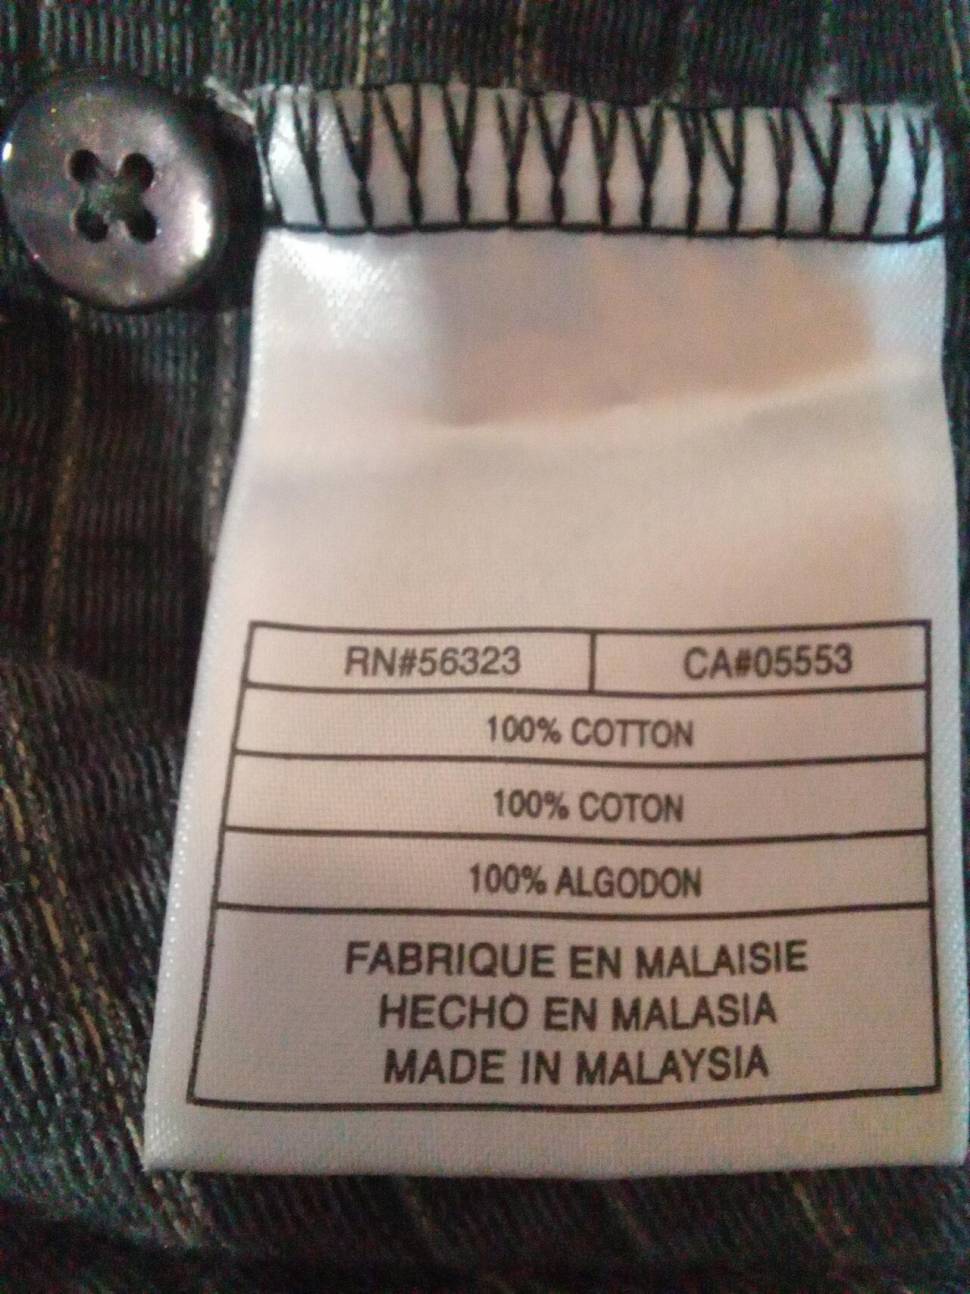 RN#56323 CA#05553
100% COTTON
100% COTON
100% ALGODON
FABRIQUE EN MALAISIE
HECHO EN MALASIA
MADE IN MALAYSIA